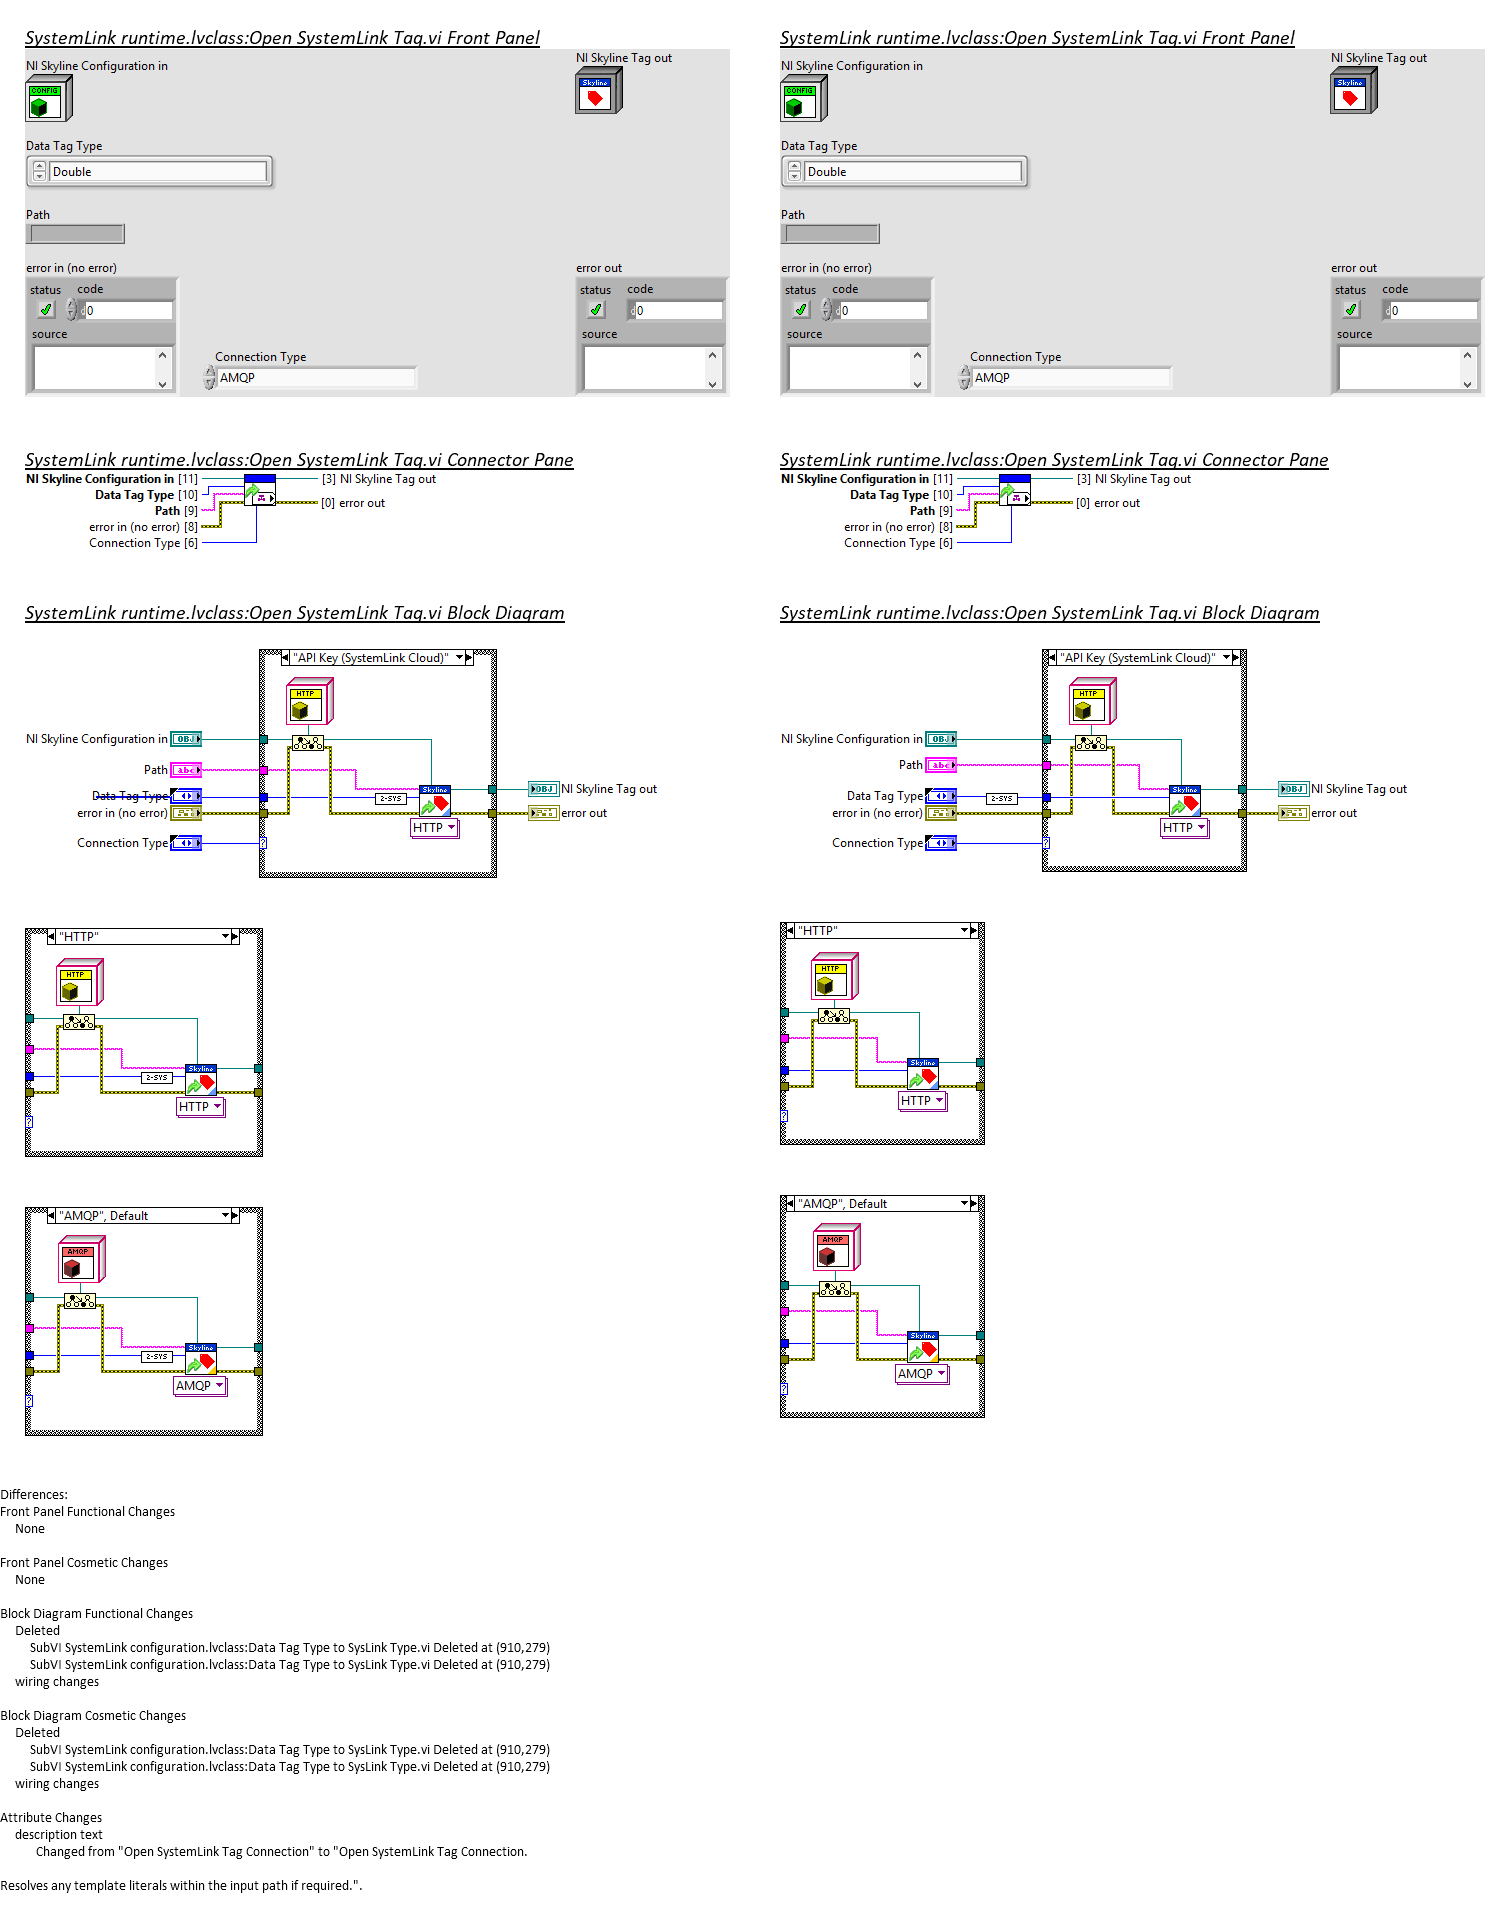 SystemLink runtime.lvclass:Open SystemLink Tag.vi Front Panel
NI Skyline Configuration in
NI Skyline Tag out
CONFIG
Skyline
Data Tag Type
Double
Path
error in (no error)
error out
status code
0
status code
0
source
source
Connection Type
AMQP
SystemLink runtime.lvclass:Open SystemLink Tag.vi Connector Pane
NI Skyline Configuration in [11]
[3] NI Skyline Tag out
Data Tag Type [10]
Path [9]
[0] error out
error in (no error) [8]
Connection Type [6]
SystemLink runtime.lvclass:Open SystemLink Tag.vi Block Diagram
"API Key (SystemLink Cloud)"
HTTP
NI Skyline Configuration in
OBJ
Path
abc
Data Tag Type
2-SYS
Skyline
OBJ
NI Skyline Tag out
error in (no error)
error out
HTTP
Connection Type
?
"HTTP"
HTTP
Skyline
2-SYS
HTTP
?
"AMQP", Default
AMQP
Skyline
2-SYS
AMQP
?
SystemLink runtime.lvclass:Open SystemLink Tag.vi Front Panel
NI Skyline Configuration in
NI Skyline Tag out
CONFIG
Skyline
Data Tag Type
Double
Path
error in (no error)
error out
status code
0
status code
0
source
source
Connection Type
AMQP
SystemLink runtime.lvclass:Open SystemLink Tag.vi Connector Pane
NI Skyline Configuration in [11]
[3] NI Skyline Tag out
Data Tag Type [10]
Path [9]
[0] error out
error in (no error) [8]
Connection Type [6]
SystemLink runtime.lvclass:Open SystemLink Tag.vi Block Diagram
"API Key (SystemLink Cloud)"
HTTP
NI Skyline Configuration in
OBJ
Path
abc
Data Tag Type
2-SYS
Skyline
OBJ
NI Skyline Tag out
error in (no error)
error out
HTTP
Connection Type
?
"HTTP"
HTTP
Skyline
HTTP
?
"AMQP", Default
AMQP
Skyline
AMQP
?
Differences:
Front Panel Functional Changes
None
Front Panel Cosmetic Changes
None
Block Diagram Functional Changes
Deleted
SubVI SystemLink configuration.lvclass:Data Tag Type to SysLink Type.vi Deleted at (910,279)
SubVI SystemLink configuration.lvclass:Data Tag Type to SysLink Type.vi Deleted at (910,279)
wiring changes
Block Diagram Cosmetic Changes
Deleted
SubVI SystemLink configuration.lvclass:Data Tag Type to SysLink Type.vi Deleted at (910,279)
SubVI SystemLink configuration.lvclass:Data Tag Type to SysLink Type.vi Deleted at (910,279)
wiring changes
Attribute Changes
description text
Changed from "Open SystemLink Tag Connection" to "Open SystemLink Tag Connection.
Resolves any template literals within the input path if required.".